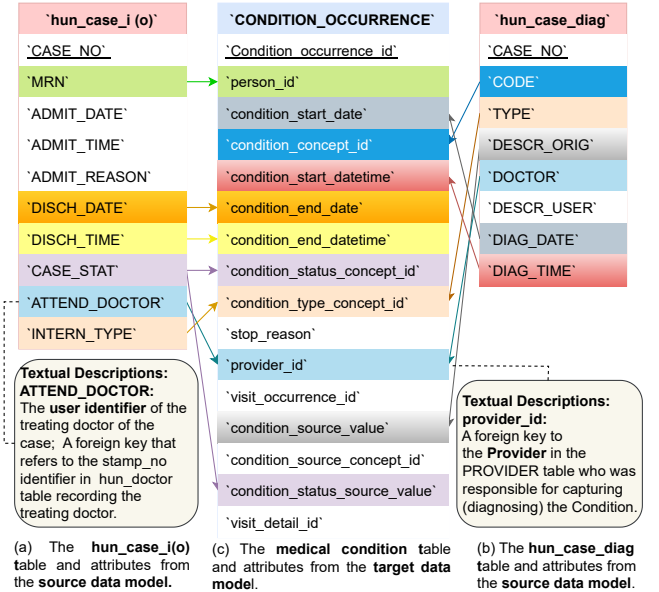 `hun_case_i (o)`
`CASE_NO`
`MRN`
`ADMIT_DATE`
`ADMIT_TIME`
`ADMIT_REASON`
`DISCH_DATE`
`DISCH_TIME`
`CASE_STAT`
`ATTEND_DOCTOR`
`INTERN_TYPE`
Textual Descriptions:
ATTEND_DOCTOR:
The user identifier of the
treating doctor of the
case; A foreign key that
refers to the stamp_no
identifier in hun_doctor
table recording the
treating doctor.
(a) The hun_case_i(o)
table and attributes from
the source data model.
`CONDITION_OCCURRENCE`
`Condition_occurrence_id`
`person_id`
`condition_start_date`
`condition_concept_id`
`condition_start_datetime`
`condition_end_date`
`condition_end_datetime`
`condition_status_concept_id`
`condition_type_concept_id`
`stop_reason`
`provider_id`
`visit_occurrence_id`
`condition_source_value`
`condition_source_concept_id`
`condition_status_source_value`
`visit_detail_id`
(c) The medical condition table
and attributes from the target data
model.
`hun_case_diag`
`CASE_NO`
`CODE`
`TYPE`
`DESCR_ORIG`
`DOCTOR`
`DESCR_USER`
`DIAG_DATE`
`DIAG_TIME`
Textual Descriptions:
provider_id:
A foreign key to
the Provider in the
PROVIDER table who was
responsible for capturing
(diagnosing) the Condition.
(b) The hun_case_diag
table and attributes from
the source data model.